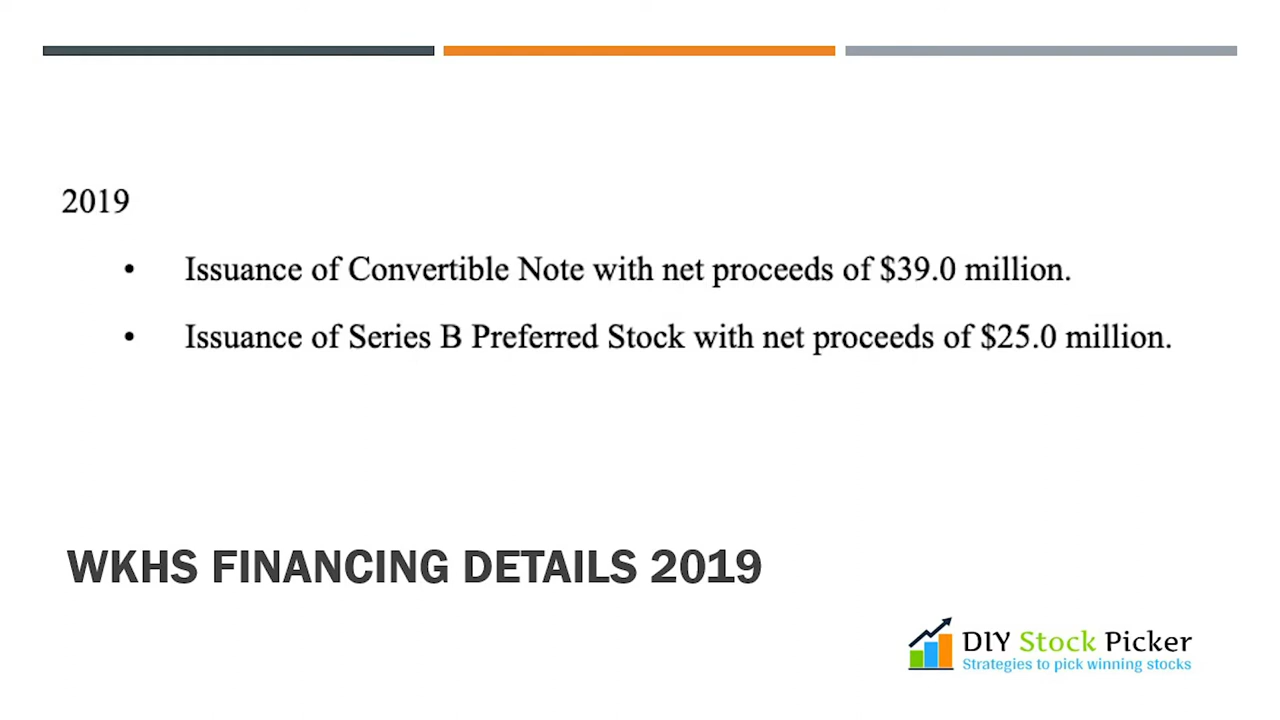 2019
• Issuance of Convertible Note with net proceeds of $39.0 million.
• Issuance of Series B Preferred Stock with net proceeds of $25.0 million.
WKHS FINANCING DETAILS 2019
DIY Stock Picker
Strategies to pick winning stocks